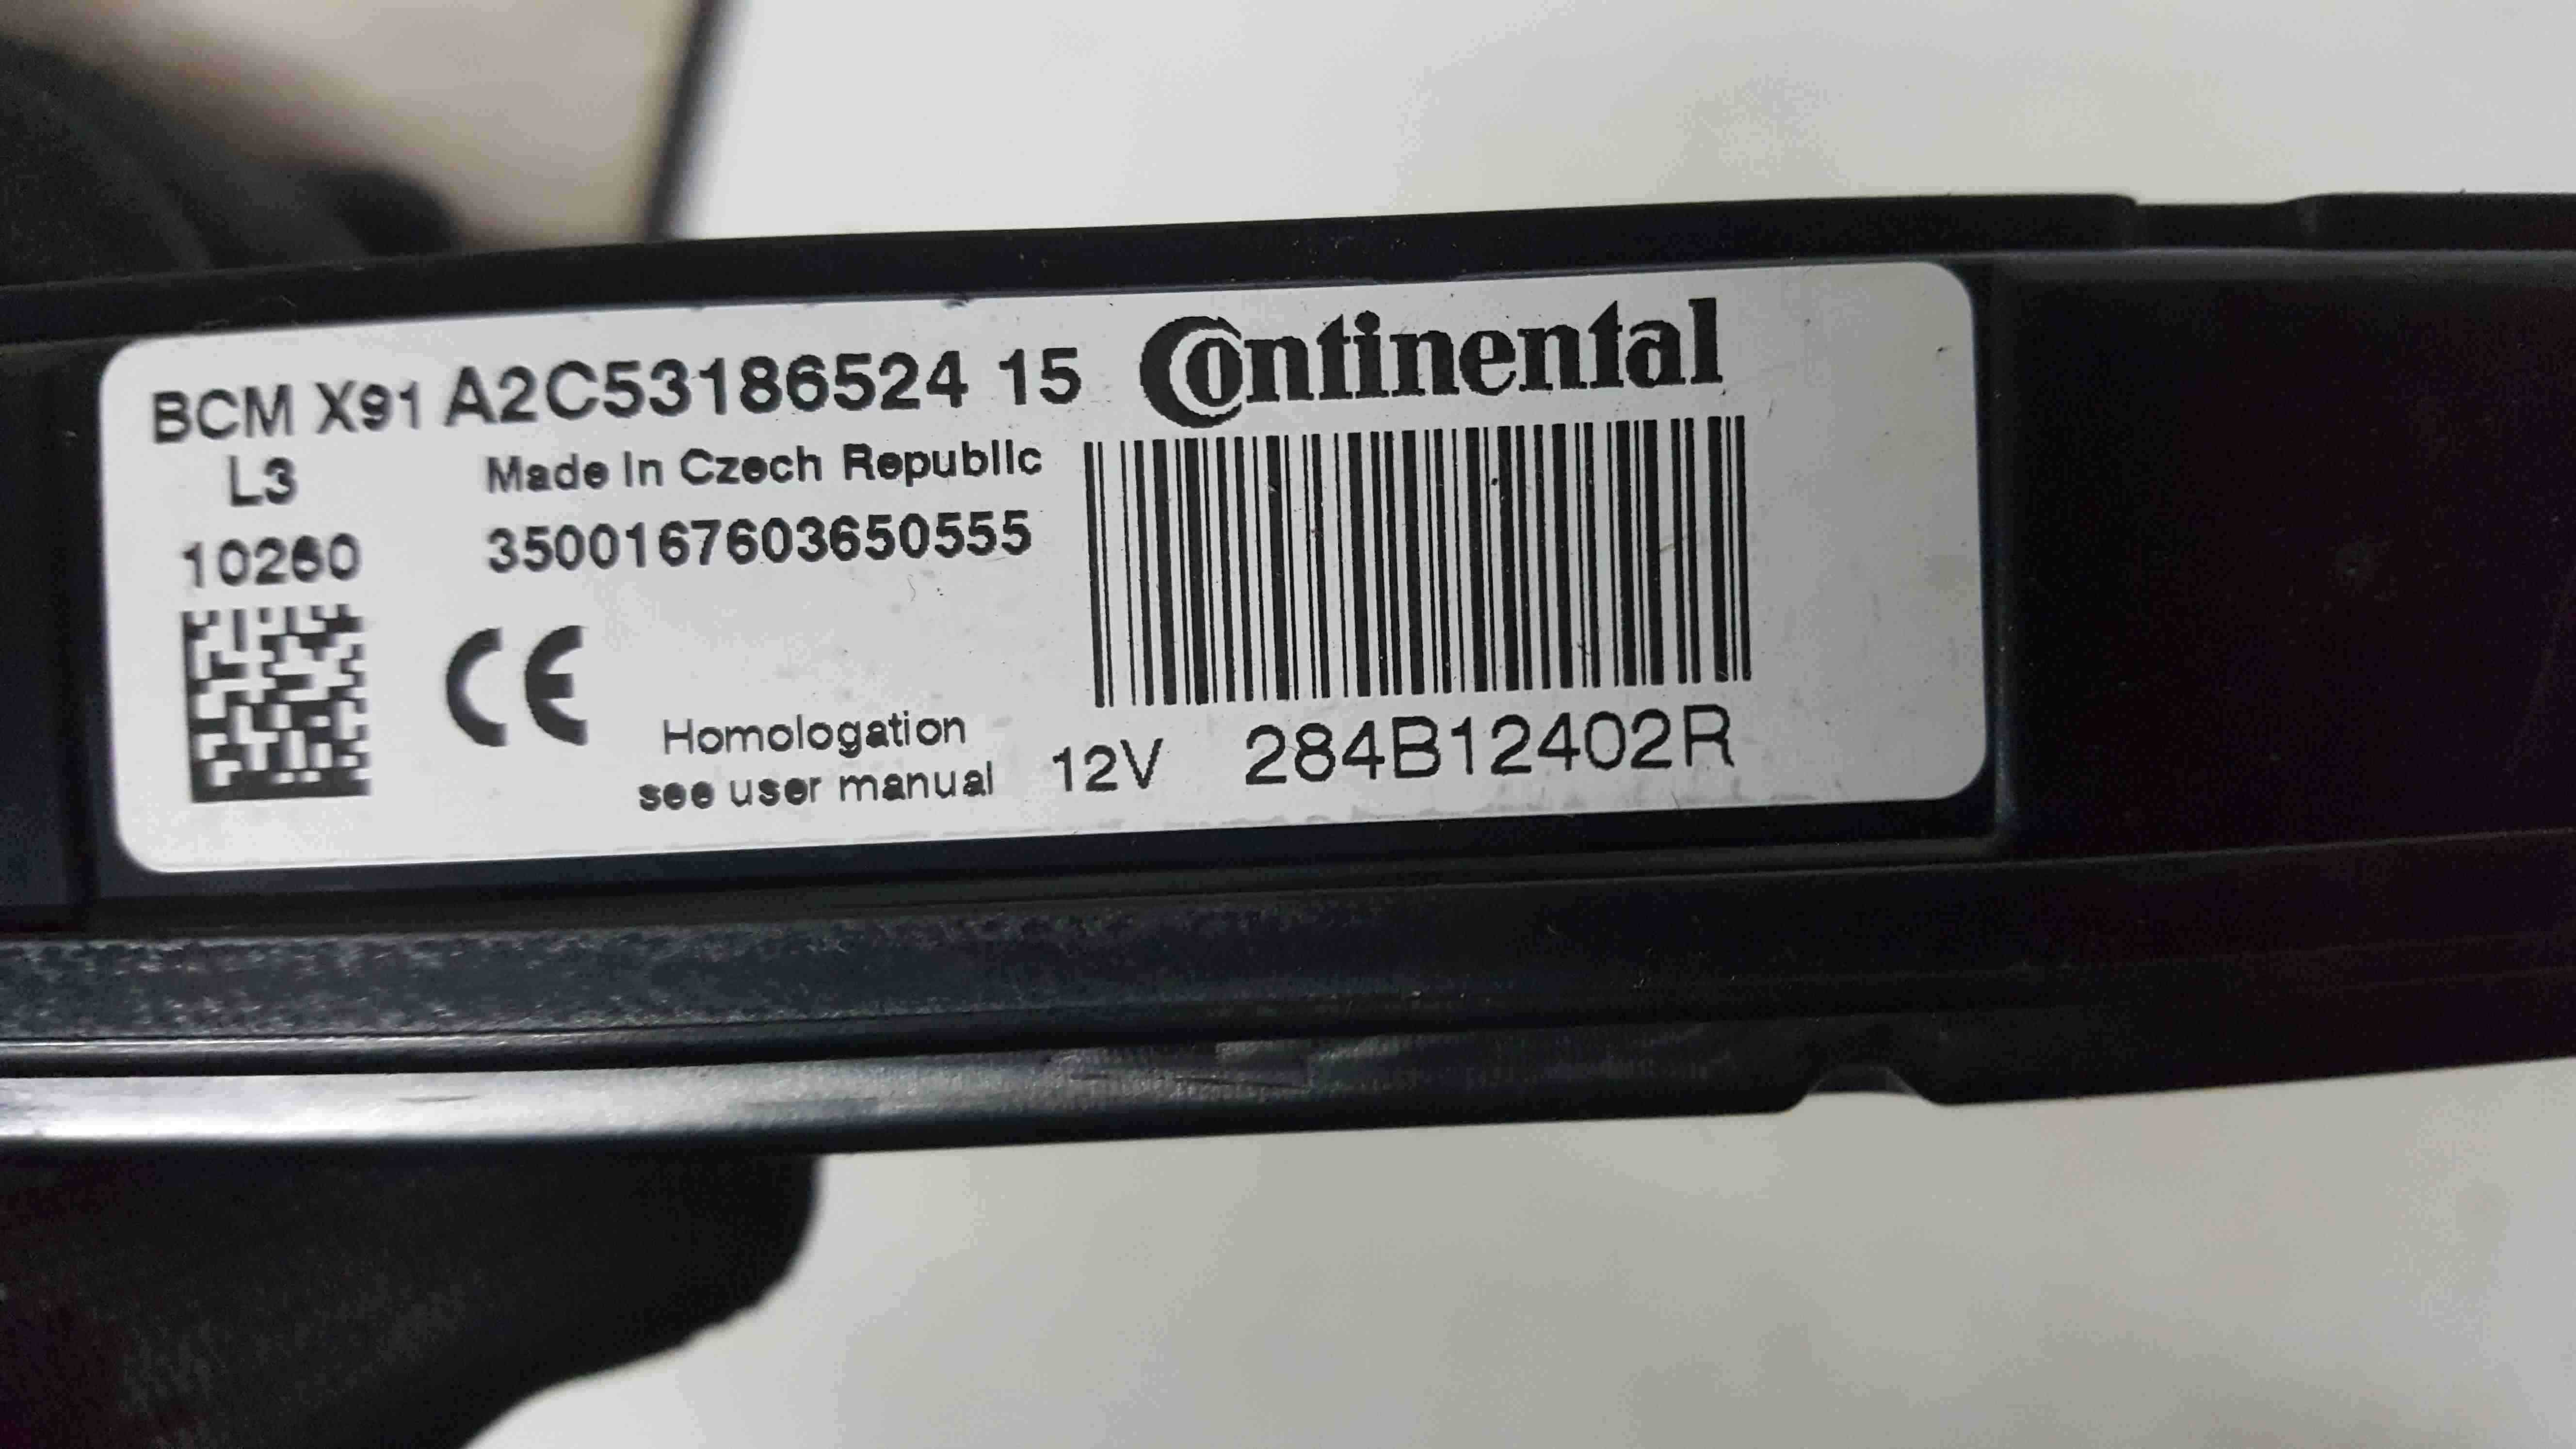 BCM X91 A2C53186524 15 Continental
L3 Made In Czech Republic
10260 3500167603650555
CE
Homologation
see user manual
12V 284B12402R